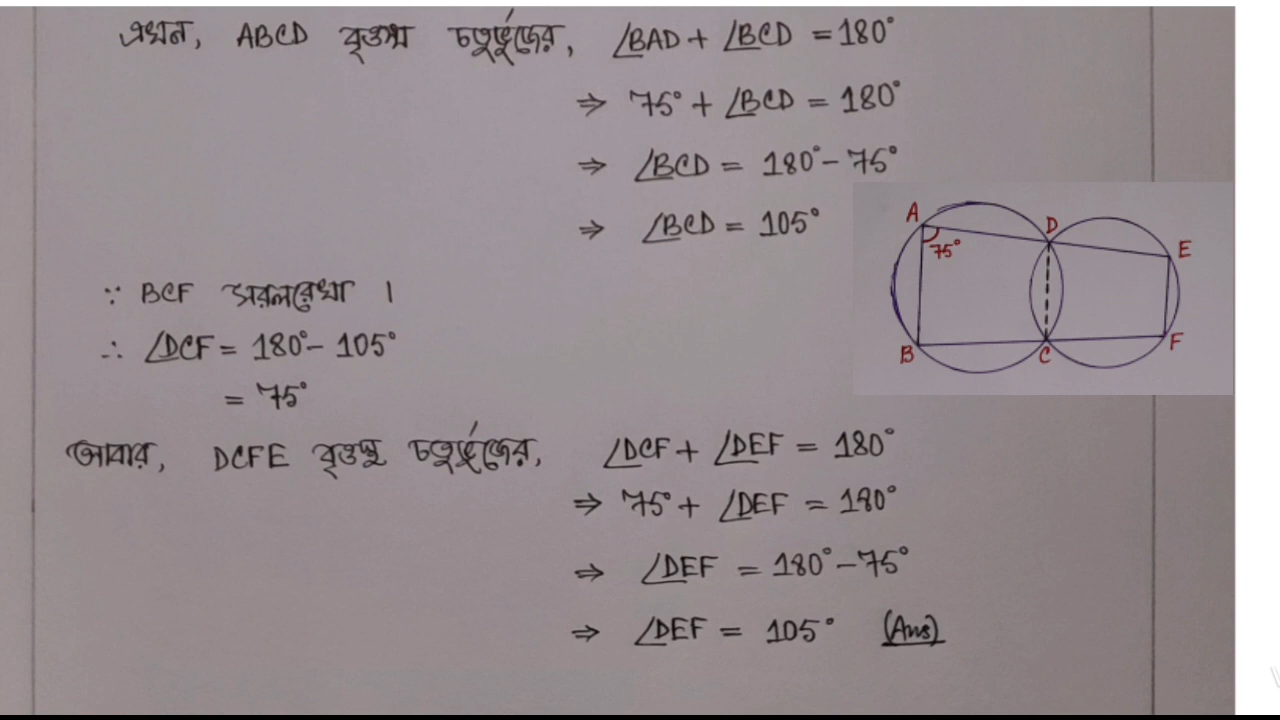 এখন, ABCD বৃত্তস্থ চতুর্ভুজের, ∠BAD + ∠BCD = 180°
⇒ 75° + ∠BCD = 180°
⇒ ∠BCD = 180° - 75°
⇒ ∠BCD = 105°
A
D
75°
E
B
C
F
∵ BCF সরলরেখা ।
∴ ∠DCF = 180° - 105°
= 75°
আবার, DCFE বৃত্তস্থ চতুর্ভুজের, ∠DCF + ∠DEF = 180°
⇒ 75° + ∠DEF = 180°
⇒ ∠DEF = 180° - 75°
⇒ ∠DEF = 105° (Ans)